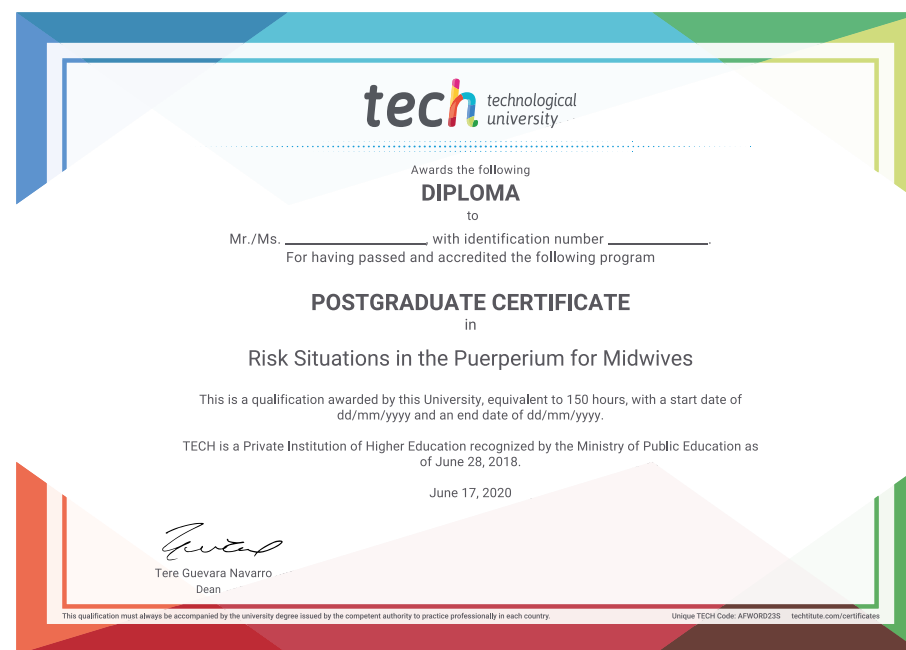 tech technological
university
Awards the following
DIPLOMA
to
Mr./Ms. ____________, with identification number ____________.
For having passed and accredited the following program
POSTGRADUATE CERTIFICATE
in
Risk Situations in the Puerperium for Midwives
This is a qualification awarded by this University, equivalent to 150 hours, with a start date of
dd/mm/yyyy and an end date of dd/mm/yyyy.
TECH is a Private Institution of Higher Education recognized by the Ministry of Public Education as
of June 28, 2018.
June 17, 2020
Tere Guevara Navarro
Dean
This qualification must always be accompanied by the university degree issued by the competent authority to practice professionally in each country.
Unique TECH Code: AFWORD23S techtitute.com/certificates